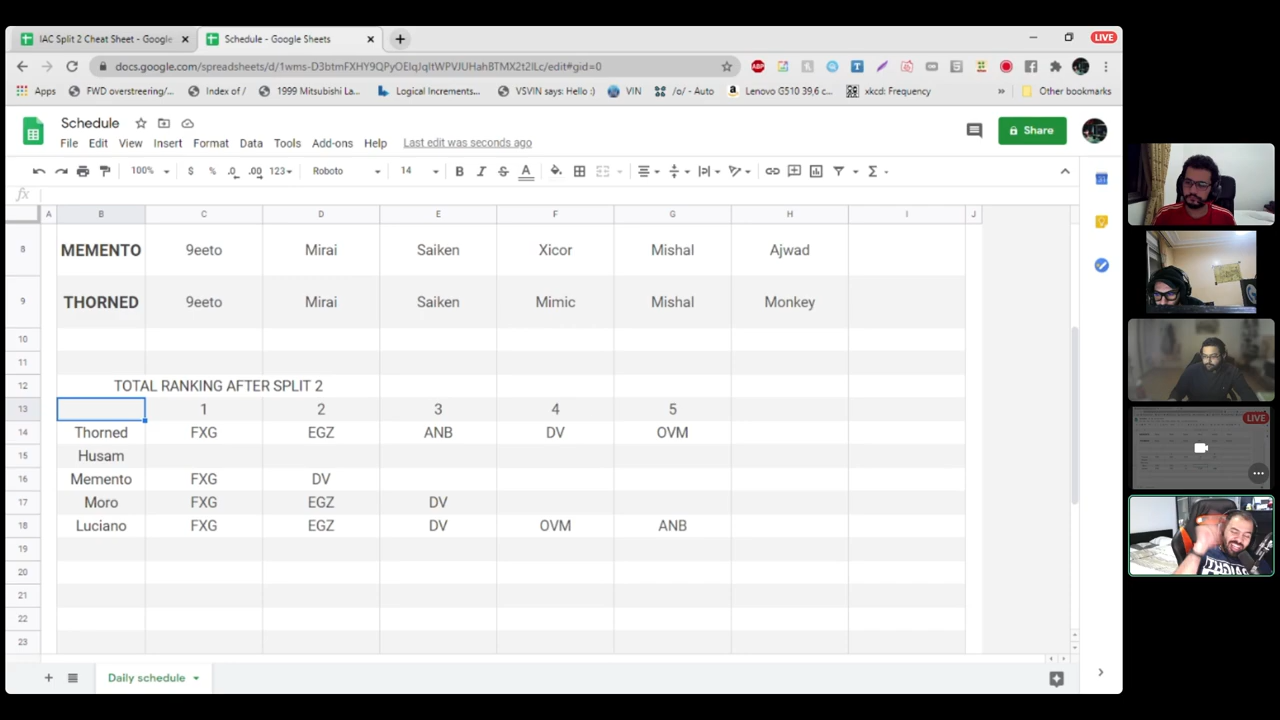 IAC Split 2 Cheat Sheet - Google
Schedule - Google Sheets
LIVE
docs.google.com/spreadsheets/d/1wms-D3btmFXHY9QPyOEIqJqltWPVJUHahBTMX2t2ILc/edit#gid=0
Apps FWD overstreering/... Index of / 1999 Mitsubishi La... Logical Increments... VSVIN says: Hello :) VIN /o/ - Auto Lenovo G510 39,6 c... xkcd: Frequency » Other bookmarks
Schedule
File Edit View Insert Format Data Tools Add-ons Help Last edit was seconds ago
Share
100% $ % .0 .00 123 Roboto 14 B I S A
fx
A B C D E F G H I J
8 MEMENTO 9eeto Mirai Saiken Xicor Mishal Ajwad
9 THORNED 9eeto Mirai Saiken Mimic Mishal Monkey
10
11
12 TOTAL RANKING AFTER SPLIT 2
13 1 2 3 4 5
14 Thorned FXG EGZ ANB DV OVM
15 Husam
16 Memento FXG DV
17 Moro FXG EGZ DV
18 Luciano FXG EGZ DV OVM ANB
19
20
21
22
23
Daily schedule
LIVE